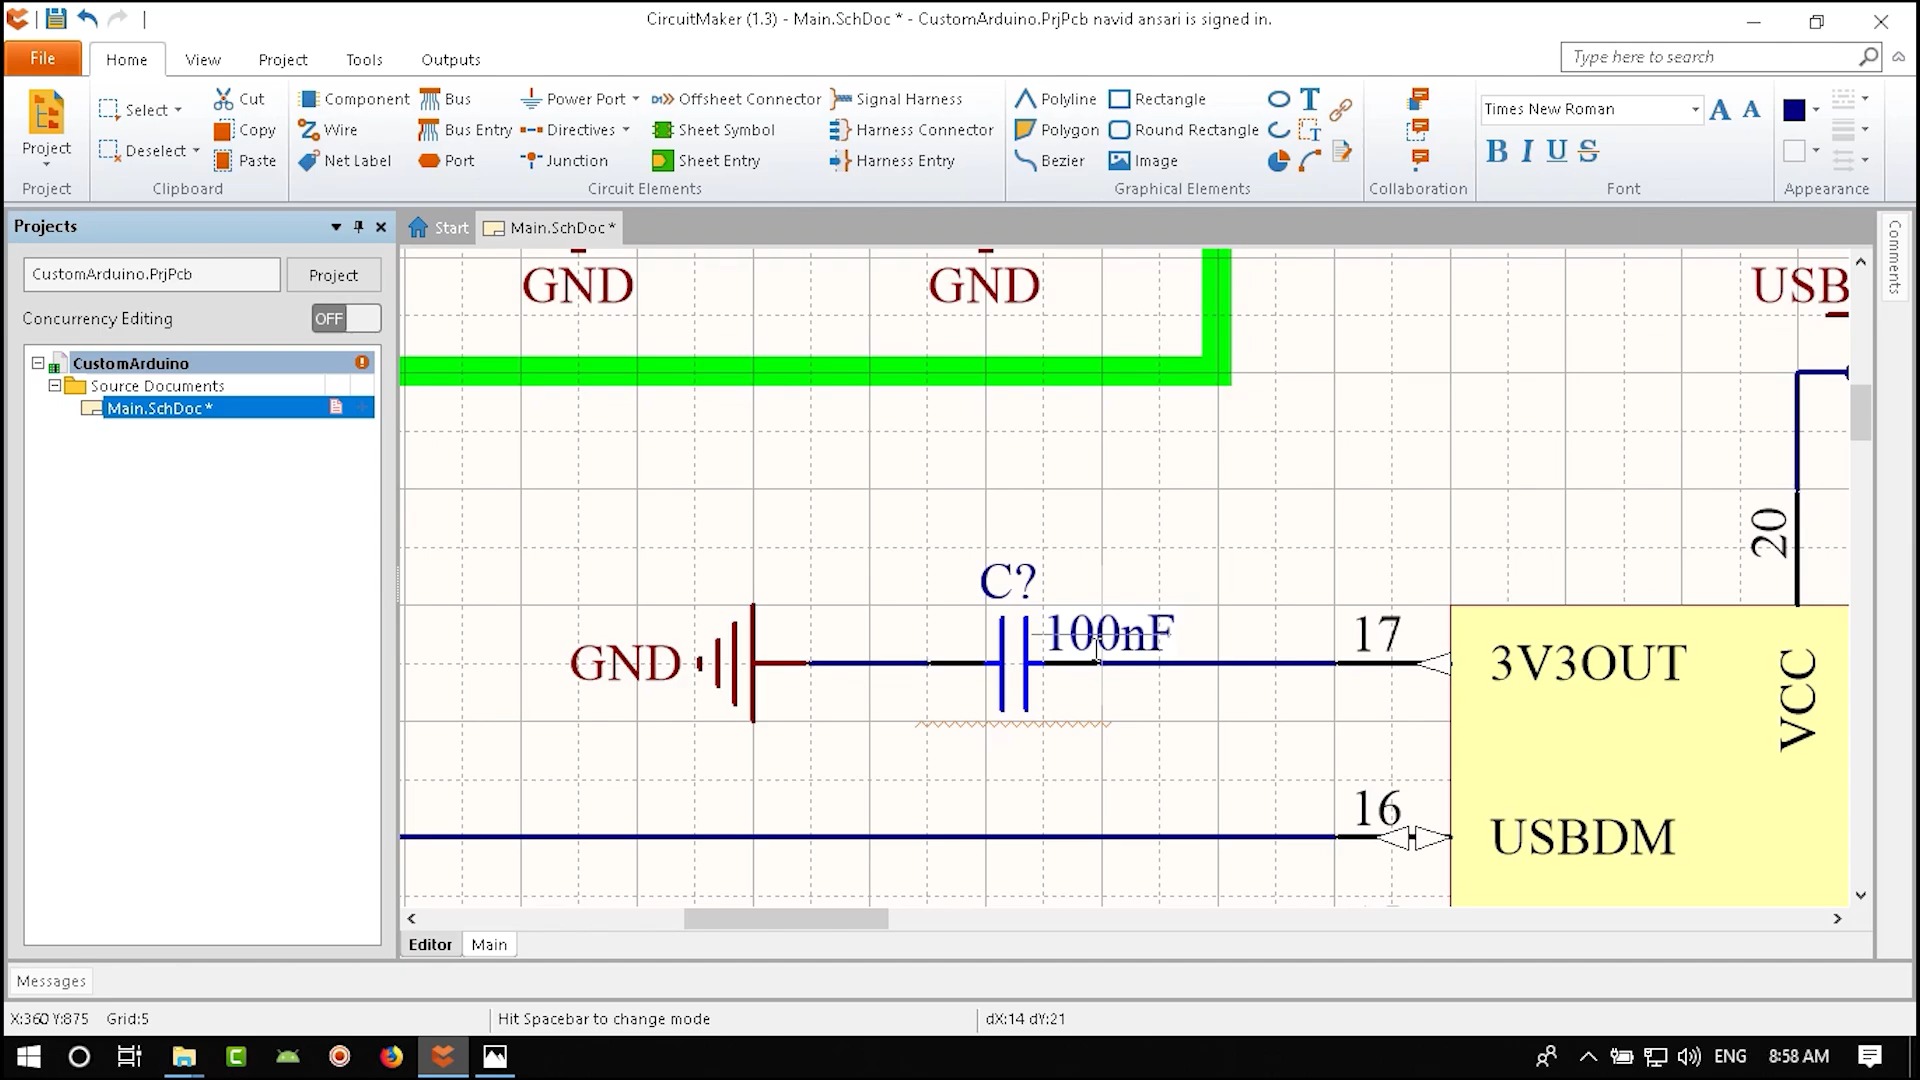 CircuitMaker (1.3) - Main.SchDoc * - CustomArduino.PrjPcb navid ansari is signed in.
File Home View Project Tools Outputs Type here to search
Project Select Cut Component Bus Power Port Offsheet Connector Signal Harness Polyline Rectangle Times New Roman
Deselect Copy Wire Bus Entry Directives Sheet Symbol Harness Connector Polygon Round Rectangle
Paste Net Label Port Junction Sheet Entry Harness Entry Bezier Image B I U S
Project Clipboard Circuit Elements Graphical Elements Collaboration Font Appearance
Projects Start Main.SchDoc *
Comments
CustomArduino.PrjPcb Project
Concurrency Editing OFF
CustomArduino
Source Documents
Main.SchDoc *
GND GND USB
20
C?
100nF 17
GND 3V3OUT
VCC
16
USBDM
Editor Main
Messages
X:360 Y:875 Grid:5 Hit Spacebar to change mode dX:14 dY:21
ENG 8:58 AM